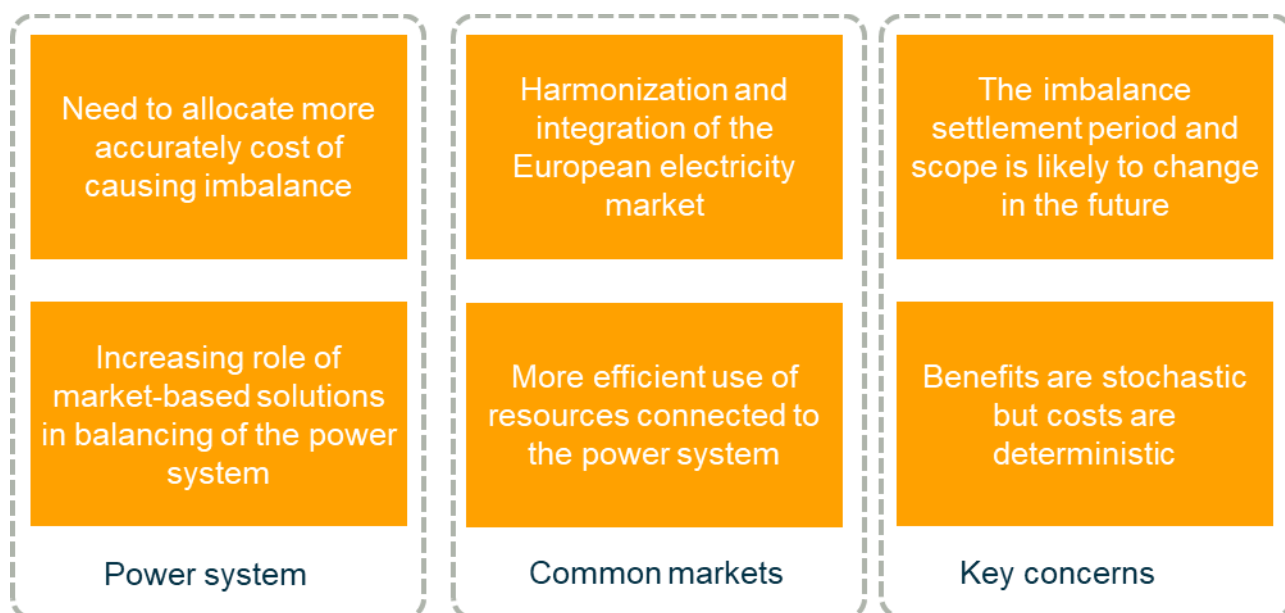 Need to allocate more
accurately cost of
causing imbalance
Increasing role of
market-based solutions
in balancing of the power
system
Power system
Harmonization and
integration of the
European electricity
market
More efficient use of
resources connected to
the power system
Common markets
The imbalance
settlement period and
scope is likely to change
in the future
Benefits are stochastic
but costs are
deterministic
Key concerns